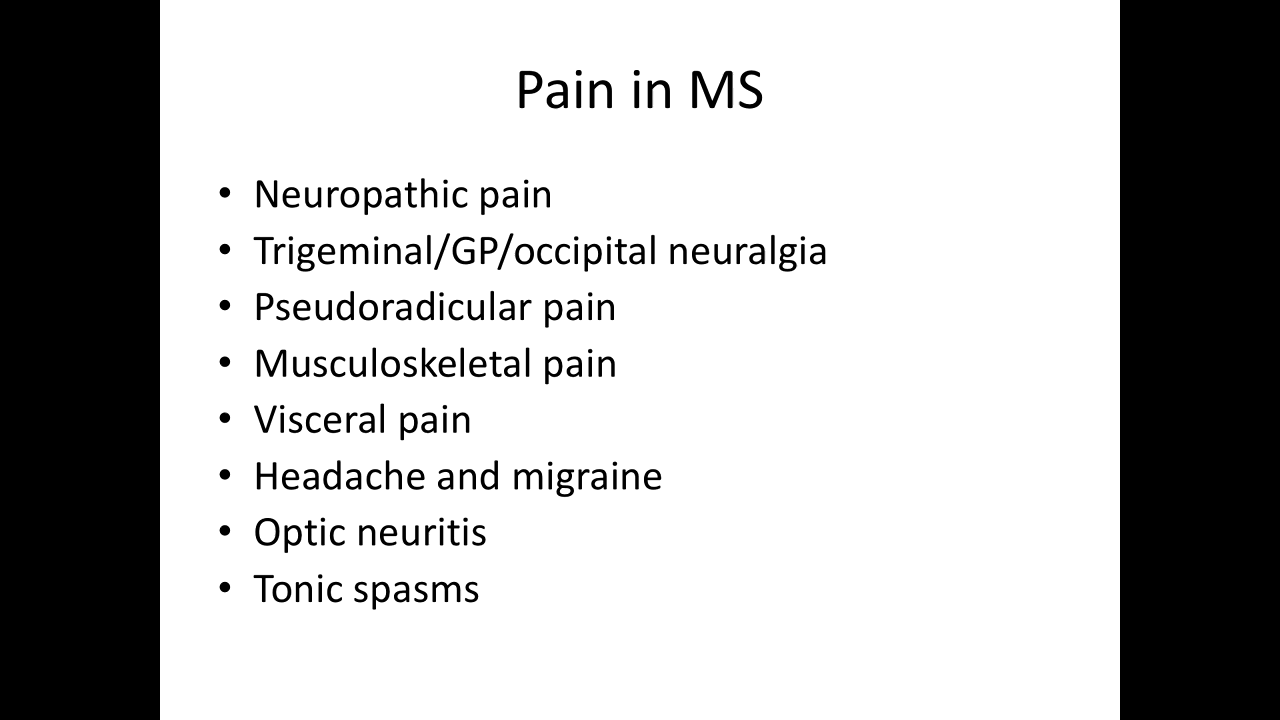 Pain in MS
• Neuropathic pain
• Trigeminal/GP/occipital neuralgia
• Pseudoradicular pain
• Musculoskeletal pain
• Visceral pain
• Headache and migraine
• Optic neuritis
• Tonic spasms